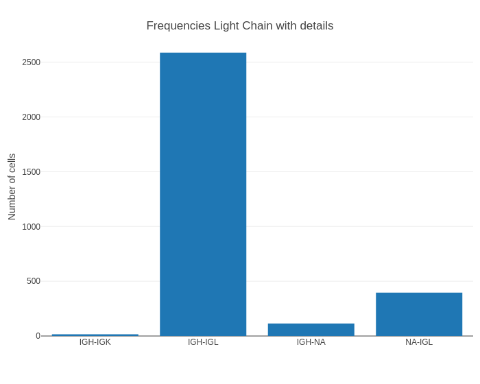 Frequencies Light Chain with details
Number of cells
2500
2000
1500
1000
500
0
IGH-IGK
IGH-IGL
IGH-NA
NA-IGL